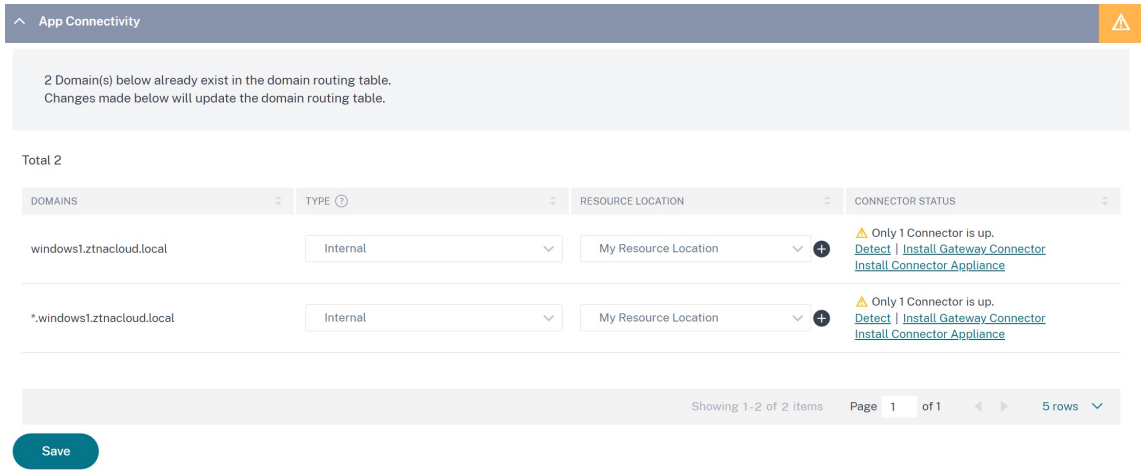 App Connectivity
2 Domain(s) below already exist in the domain routing table.
Changes made below will update the domain routing table.
Total 2
DOMAINS TYPE ? RESOURCE LOCATION CONNECTOR STATUS
windows1.ztnacloud.local Internal My Resource Location Only 1 Connector is up.
Detect | Install Gateway Connector
Install Connector Appliance
*.windows1.ztnacloud.local Internal My Resource Location Only 1 Connector is up.
Detect | Install Gateway Connector
Install Connector Appliance
Showing 1-2 of 2 items Page 1 of 1 5 rows
Save